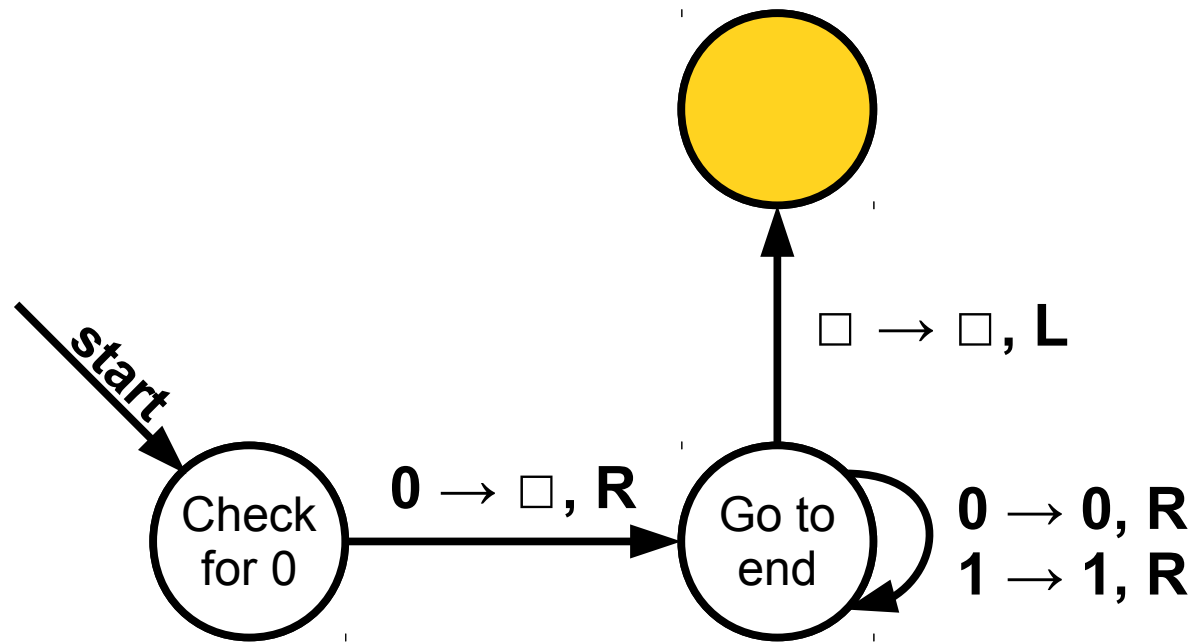 □ → □, L
start
0 → □, R
Check
for 0
Go to
end
0 → 0, R
1 → 1, R